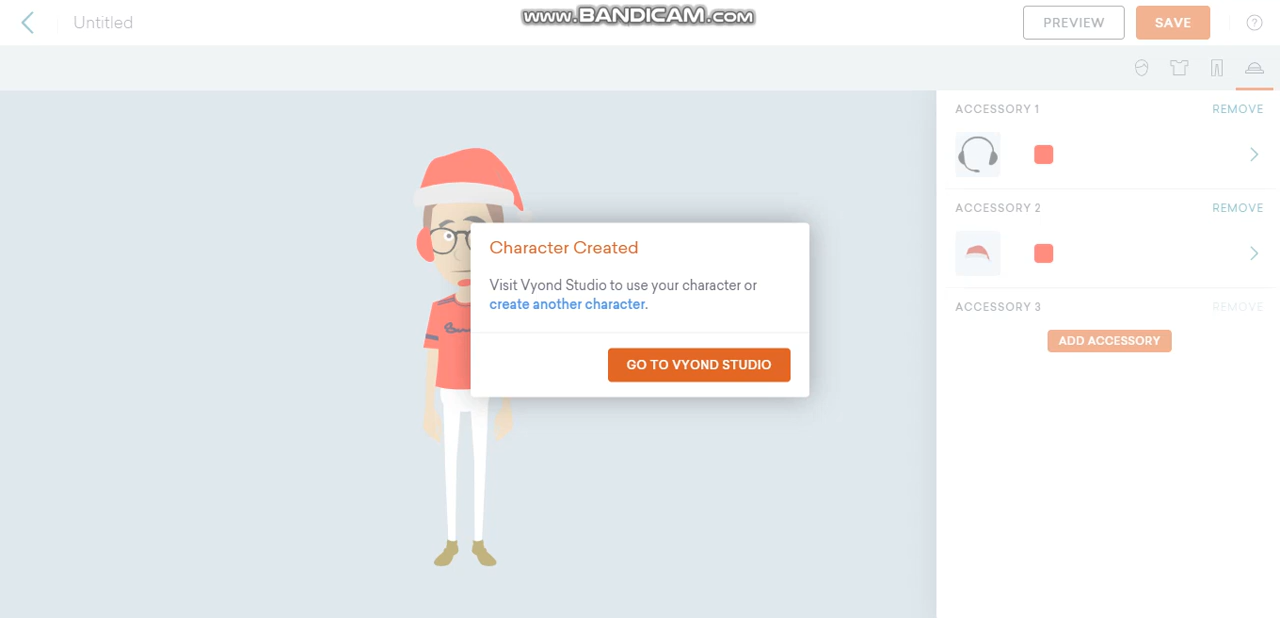 Untitled
www.BANDICAM.com
PREVIEW
SAVE
?
ACCESSORY 1
REMOVE
ACCESSORY 2
REMOVE
ACCESSORY 3
REMOVE
ADD ACCESSORY
Character Created
Visit Vyond Studio to use your character or
create another character.
GO TO VYOND STUDIO